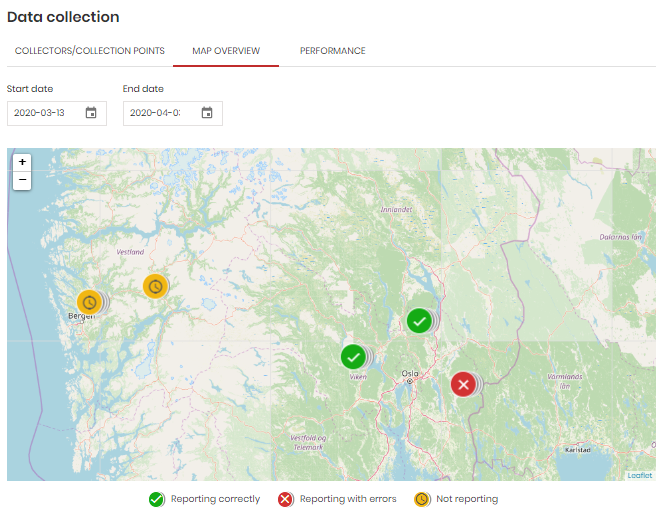 Data collection
COLLECTORS/COLLECTION POINTS MAP OVERVIEW PERFORMANCE
Start date End date
2020-03-13 2020-04-0
+
−
Innlandet
Dalarnas län
Vestland
Bergen
Oslo
Viken
Värmlands län
Vestfold og Telemark
Karlstad
Leaflet
Reporting correctly Reporting with errors Not reporting